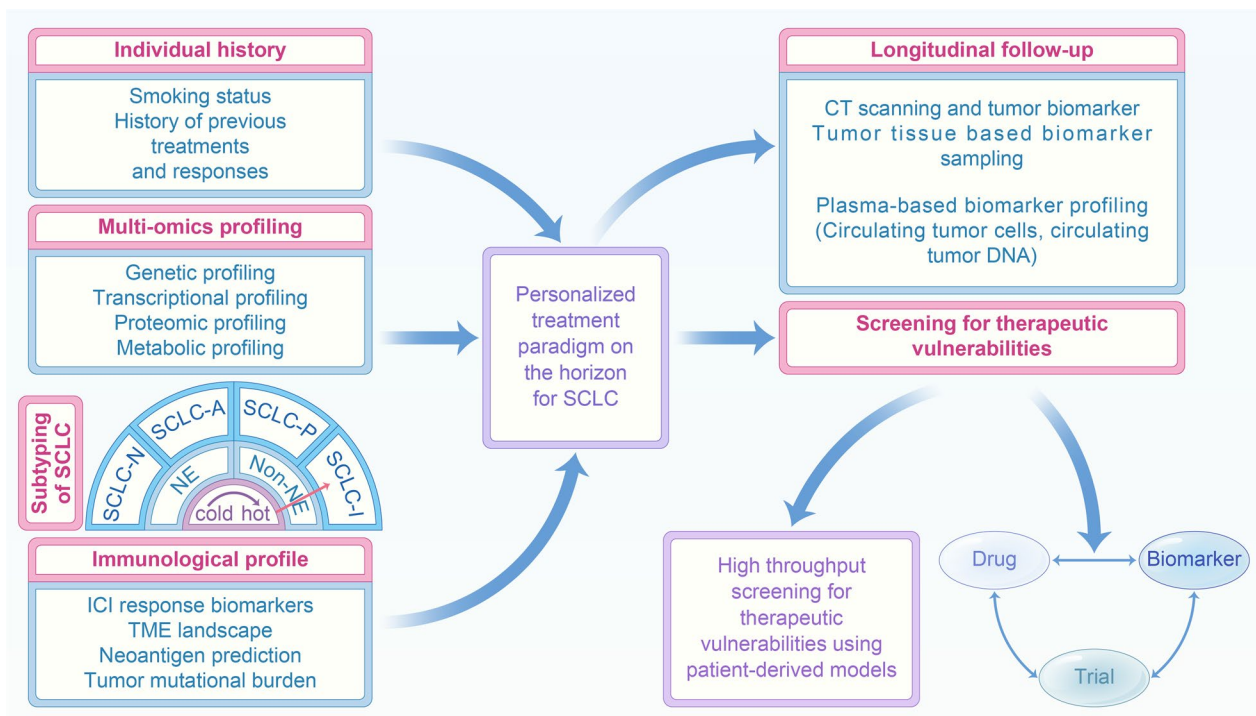 Individual history
Smoking status
History of previous
treatments
and responses
Multi-omics profiling
Genetic profiling
Transcriptional profiling
Proteomic profiling
Metabolic profiling
Subtyping
of SCLC
SCLC-N
SCLC-A
SCLC-P
SCLC-I
NE
Non-NE
cold hot
Immunological profile
ICI response biomarkers
TME landscape
Neoantigen prediction
Tumor mutational burden
Personalized
treatment
paradigm on
the horizon
for SCLC
Longitudinal follow-up
CT scanning and tumor biomarker
Tumor tissue based biomarker
sampling
Plasma-based biomarker profiling
(Circulating tumor cells, circulating
tumor DNA)
Screening for therapeutic
vulnerabilities
High throughput
screening for
therapeutic
vulnerabilities using
patient-derived models
Drug
Biomarker
Trial